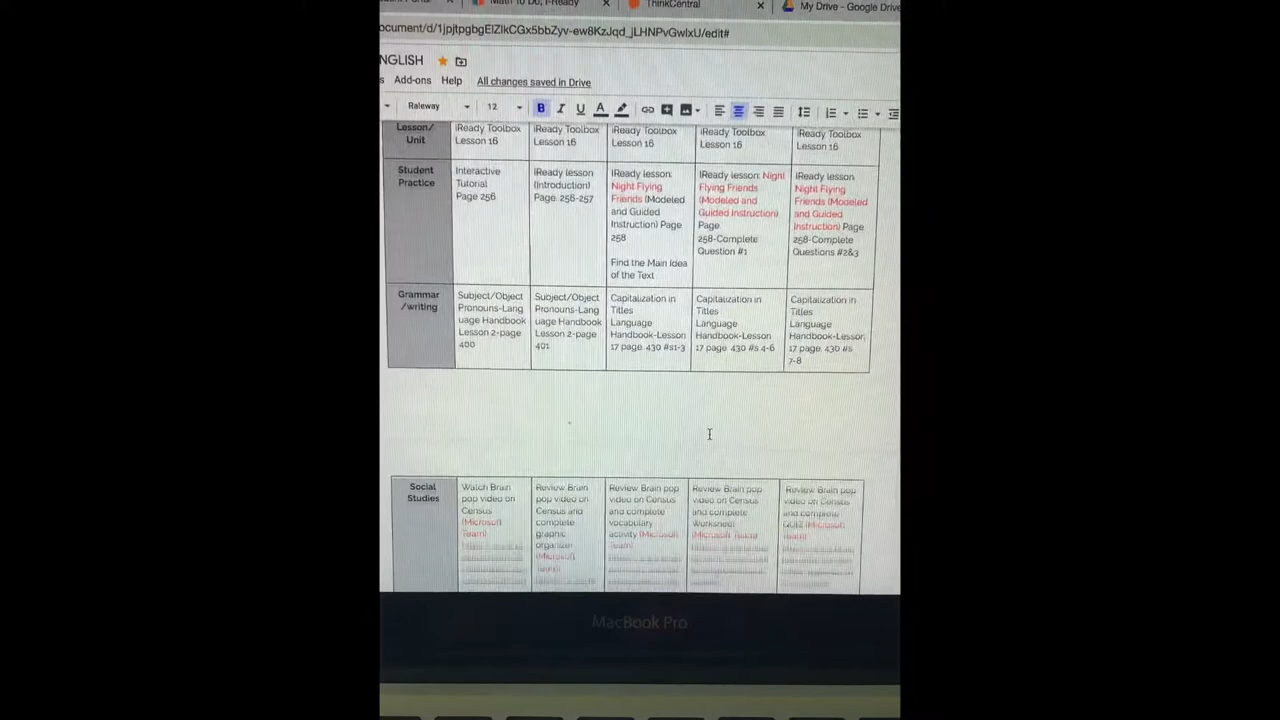 Math To Do, i-Ready
ThinkCentral
My Drive - Google Drive
ocument/d/1jpjtpgbgElZlkCGx5bbZyv-ew8KzJqd_jLHNPvGwlxU/edit#
NGLISH
s Add-ons Help All changes saved in Drive
Raleway 12 B I U A
Lesson/
Unit
iReady Toolbox
Lesson 16
iReady Toolbox
Lesson 16
iReady Toolbox
Lesson 16
iReady Toolbox
Lesson 16
iReady Toolbox
Lesson 16
Student
Practice
Interactive
Tutorial
Page 256
IReady lesson
(Introduction)
Page. 256-257
IReady lesson:
Night Flying
Friends (Modeled
and Guided
Instruction) Page
258
Find the Main Idea
of the Text
IReady lesson: Night
Flying Friends
(Modeled and
Guided Instruction)
Page
258-Complete
Question #1
IReady lesson
Night Flying
Friends (Modeled
and Guided
Instruction) Page
258-Complete
Questions #2&3
Grammar
/writing
Subject/Object
Pronouns-Lang
uage Handbook
Lesson 2-page
400
Subject/Object
Pronouns-Lang
uage Handbook
Lesson 2-page
401
Capitalization in
Titles
Language
Handbook-Lesson
17 page. 430 #s1-3
Capitalization in
Titles
Language
Handbook-Lesson
17 page. 430 #s 4-6
Capitalization in
Titles
Language
Handbook-Lesson
17 page. 430 #s
7-8
Social
Studies
Watch Brain
pop video on
Census
(Microsoft
Team)
Review Brain
pop video on
Census and
complete
graphic
organizer
(Microsoft
Team)
Review Brain pop
video on Census
and complete
vocabulary
activity (Microsoft
Team)
Review Brain pop
video on Census
and complete
Worksheet
(Microsoft Team)
Review Brain pop
video on Census
and complete
QUIZ (Microsoft
Team)
MacBook Pro